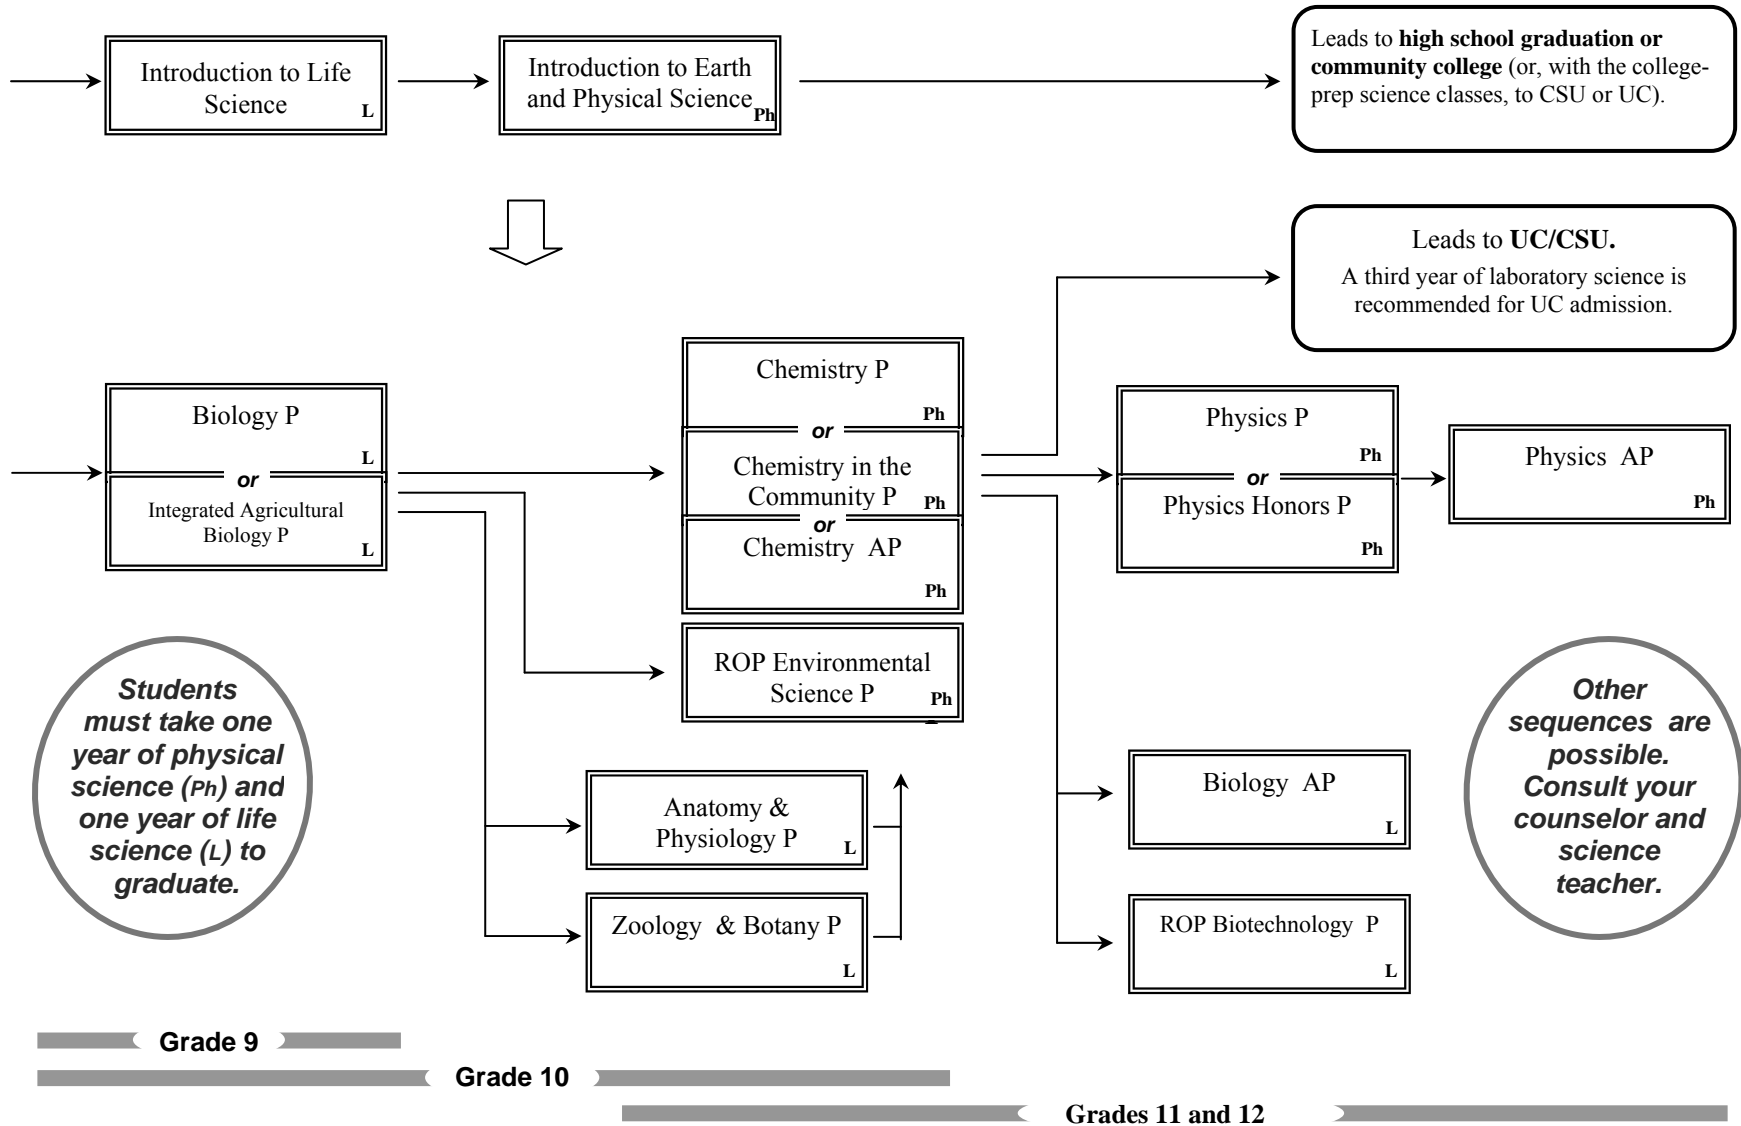 Introduction to Life
Science
L
Introduction to Earth
and Physical Science
Ph
Leads to high school graduation or
community college (or, with the college-
prep science classes, to CSU or UC).
Leads to UC/CSU.
A third year of laboratory science is
recommended for UC admission.
Biology P
L
or
Integrated Agricultural
Biology P
L
Chemistry P
Ph
or
Chemistry in the
Community P
Ph
or
Chemistry AP
Ph
Physics P
Ph
or
Physics Honors P
Ph
Physics AP
Ph
ROP Environmental
Science P
Ph
Students
must take one
year of physical
science (Ph) and
one year of life
science (L) to
graduate.
Anatomy &
Physiology P
L
Zoology & Botany P
L
Biology AP
L
ROP Biotechnology P
L
Other
sequences are
possible.
Consult your
counselor and
science
teacher.
Grade 9
Grade 10
Grades 11 and 12